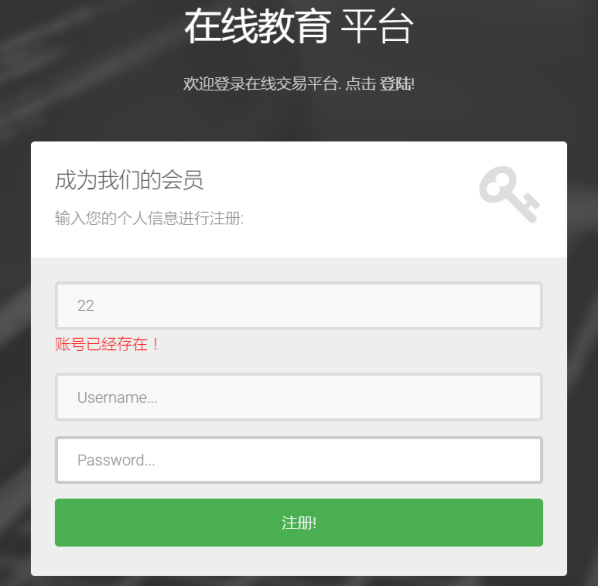 在线教育 平台
欢迎登录在线交易平台. 点击 登陆!
成为我们的会员
输入您的个人信息进行注册:
22
账号已经存在！
Username...
Password...
注册!